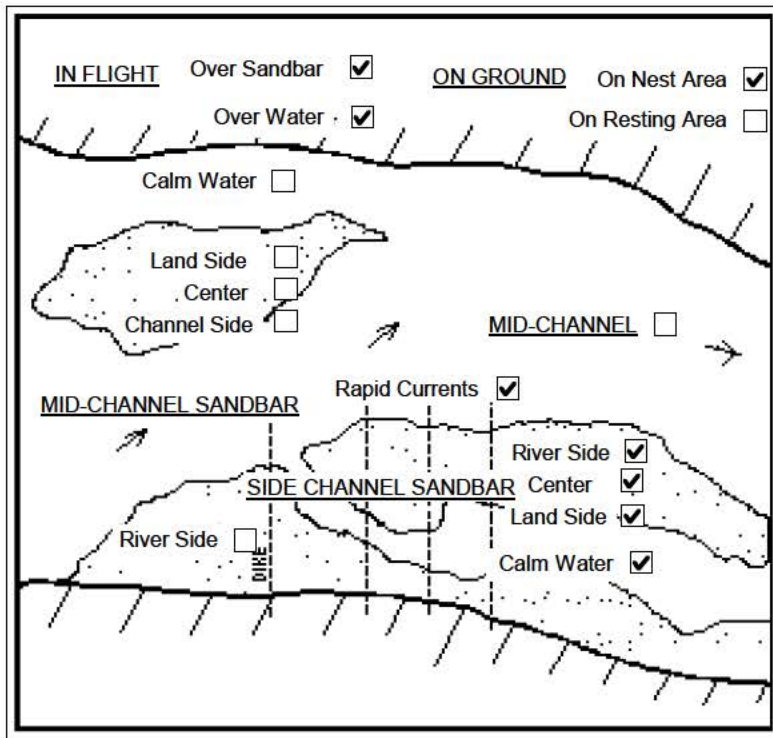 IN FLIGHT Over Sandbar ON GROUND On Nest Area
Over Water On Resting Area
Calm Water
Land Side
Center
Channel Side
MID-CHANNEL
Rapid Currents
MID-CHANNEL SANDBAR
River Side
SIDE CHANNEL SANDBAR Center
Land Side
River Side
DIKE
Calm Water